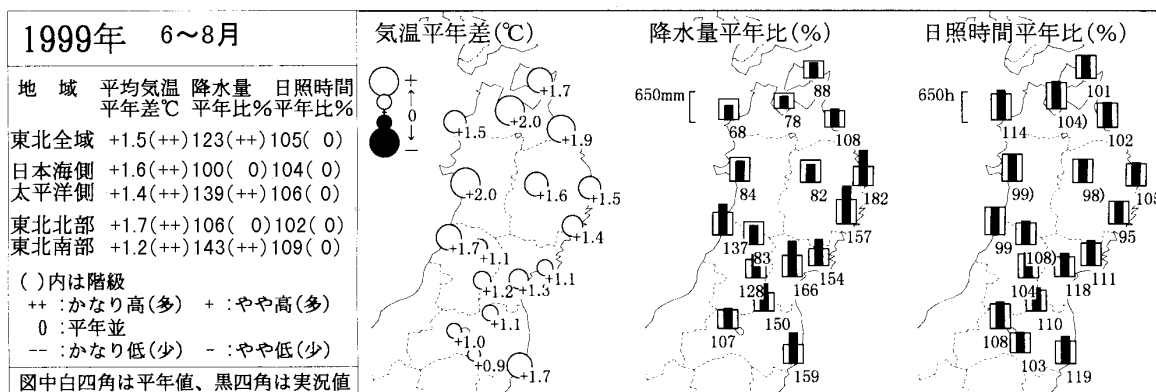 1999年 6～8月
地 域 平均気温 降水量 日照時間
平年差℃ 平年比% 平年比%
東北全域 +1.5(++) 123(++) 105( 0)
日本海側 +1.6(++) 100( 0) 104( 0)
太平洋側 +1.4(++) 139(++) 106( 0)
東北北部 +1.7(++) 106( 0) 102( 0)
東北南部 +1.2(++) 143(++) 109( 0)
( )内は階級
++ :かなり高(多) + :やや高(多)
0 :平年並
-- :かなり低(少) - :やや低(少)
図中白四角は平年値、黒四角は実況値
気温平年差(℃)
+
0
−
+1.7
+2.0
+1.5
+1.9
+2.0
+1.6
+1.5
+1.4
+1.7
+1.1
+1.1
+1.2
+1.3
+1.1
+1.0
+0.9
+1.7
降水量平年比(%)
650mm
88
78
68
108
84
82
182
157
137
83
154
128
166
150
107
159
日照時間平年比(%)
650h
101
104)
114
102
99)
98)
105
95
99
108)
111
104
118
110
108
103
119